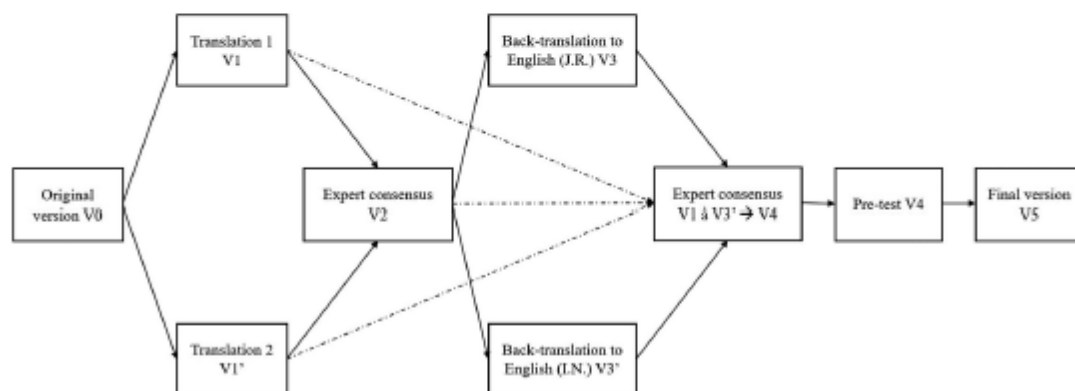 Translation 1
V1
Back-translation to
English (J.R.) V3
Original
version V0
Expert consensus
V2
Expert consensus
V1 à V3’ → V4
Pre-test V4
Final version
V5
Translation 2
V1’
Back-translation to
English (I.N.) V3’